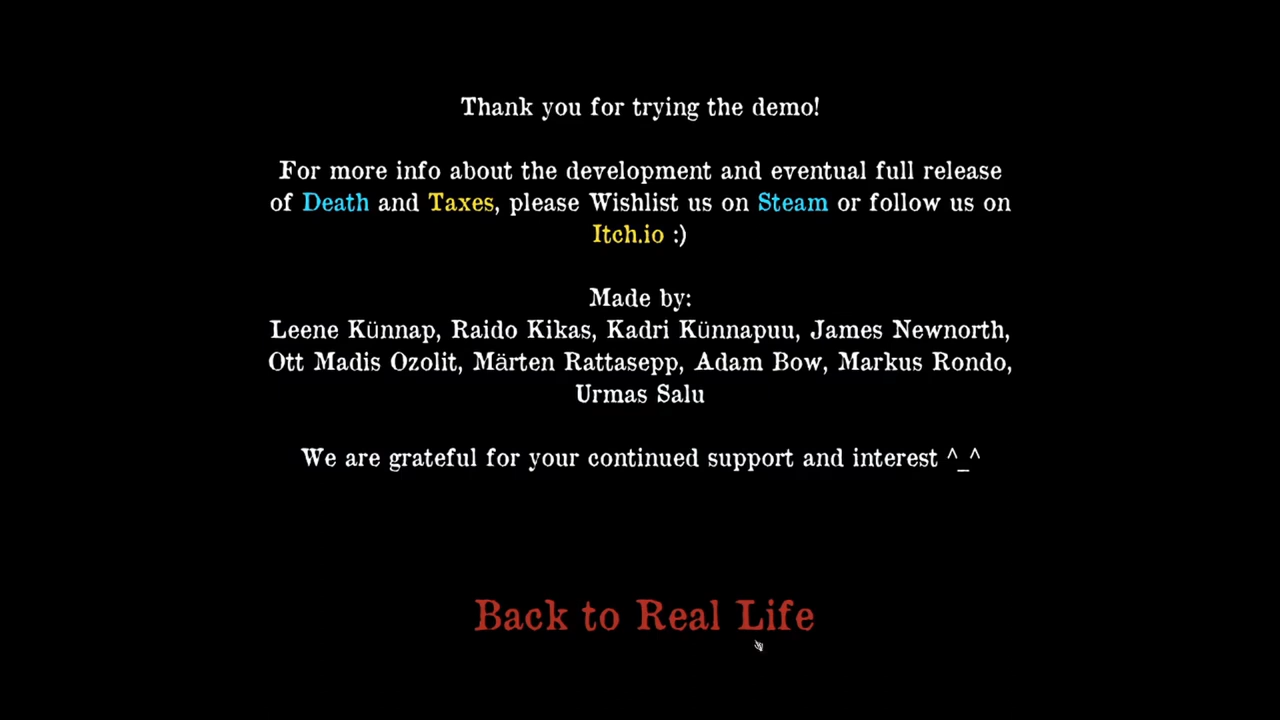 Thank you for trying the demo!
For more info about the development and eventual full release
of Death and Taxes, please Wishlist us on Steam or follow us on
Itch.io :)
Made by:
Leene Künnap, Raido Kikas, Kadri Künnapuu, James Newnorth,
Ott Madis Ozolit, Märten Rattasepp, Adam Bow, Markus Rondo,
Urmas Salu
We are grateful for your continued support and interest ^_^
Back to Real Life